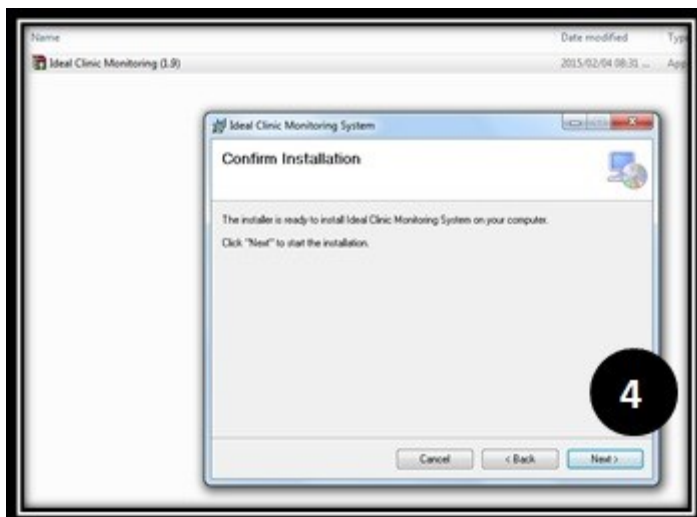 Name Date modified Type
Ideal Clinic Monitoring (1.9) 2015/02/04 08:31 ... App
Ideal Clinic Monitoring System
Confirm Installation
The installer is ready to install Ideal Clinic Monitoring System on your computer.
Click "Next" to start the installation.
4
Cancel < Back Next >